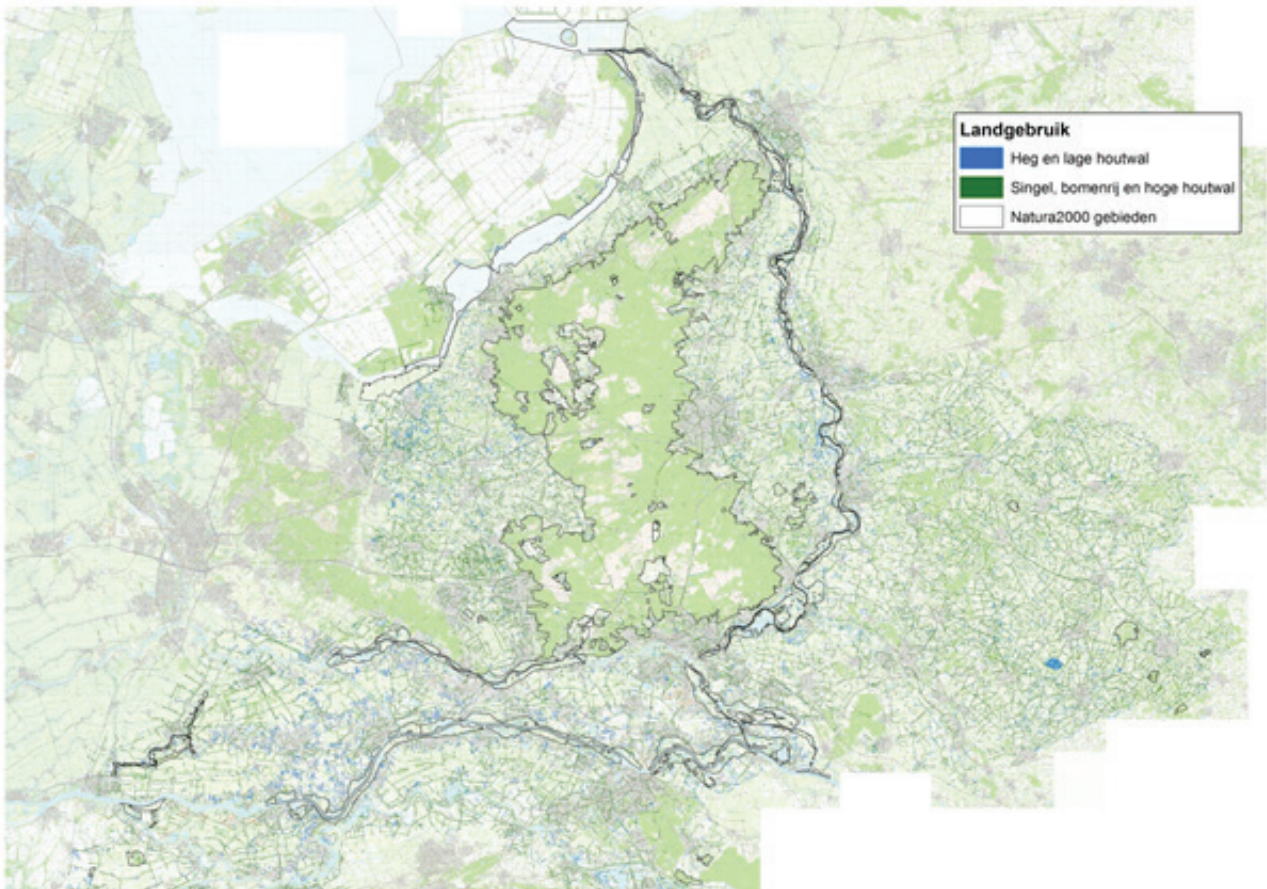 Landgebruik
Heg en lage houtwal
Singel, bomenrij en hoge houtwal
Natura2000 gebieden